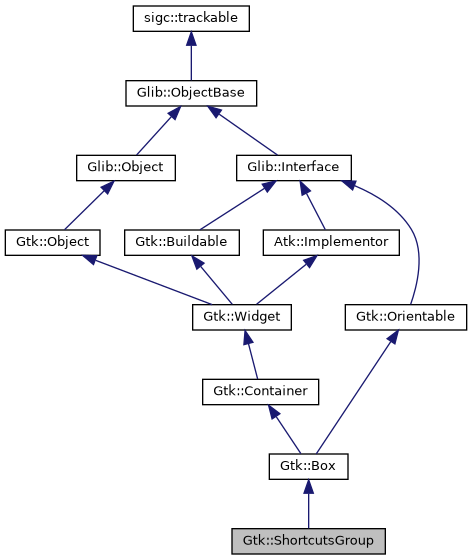 sigc::trackable
Glib::ObjectBase
Glib::Object
Glib::Interface
Gtk::Object
Gtk::Buildable
Atk::Implementor
Gtk::Widget
Gtk::Orientable
Gtk::Container
Gtk::Box
Gtk::ShortcutsGroup